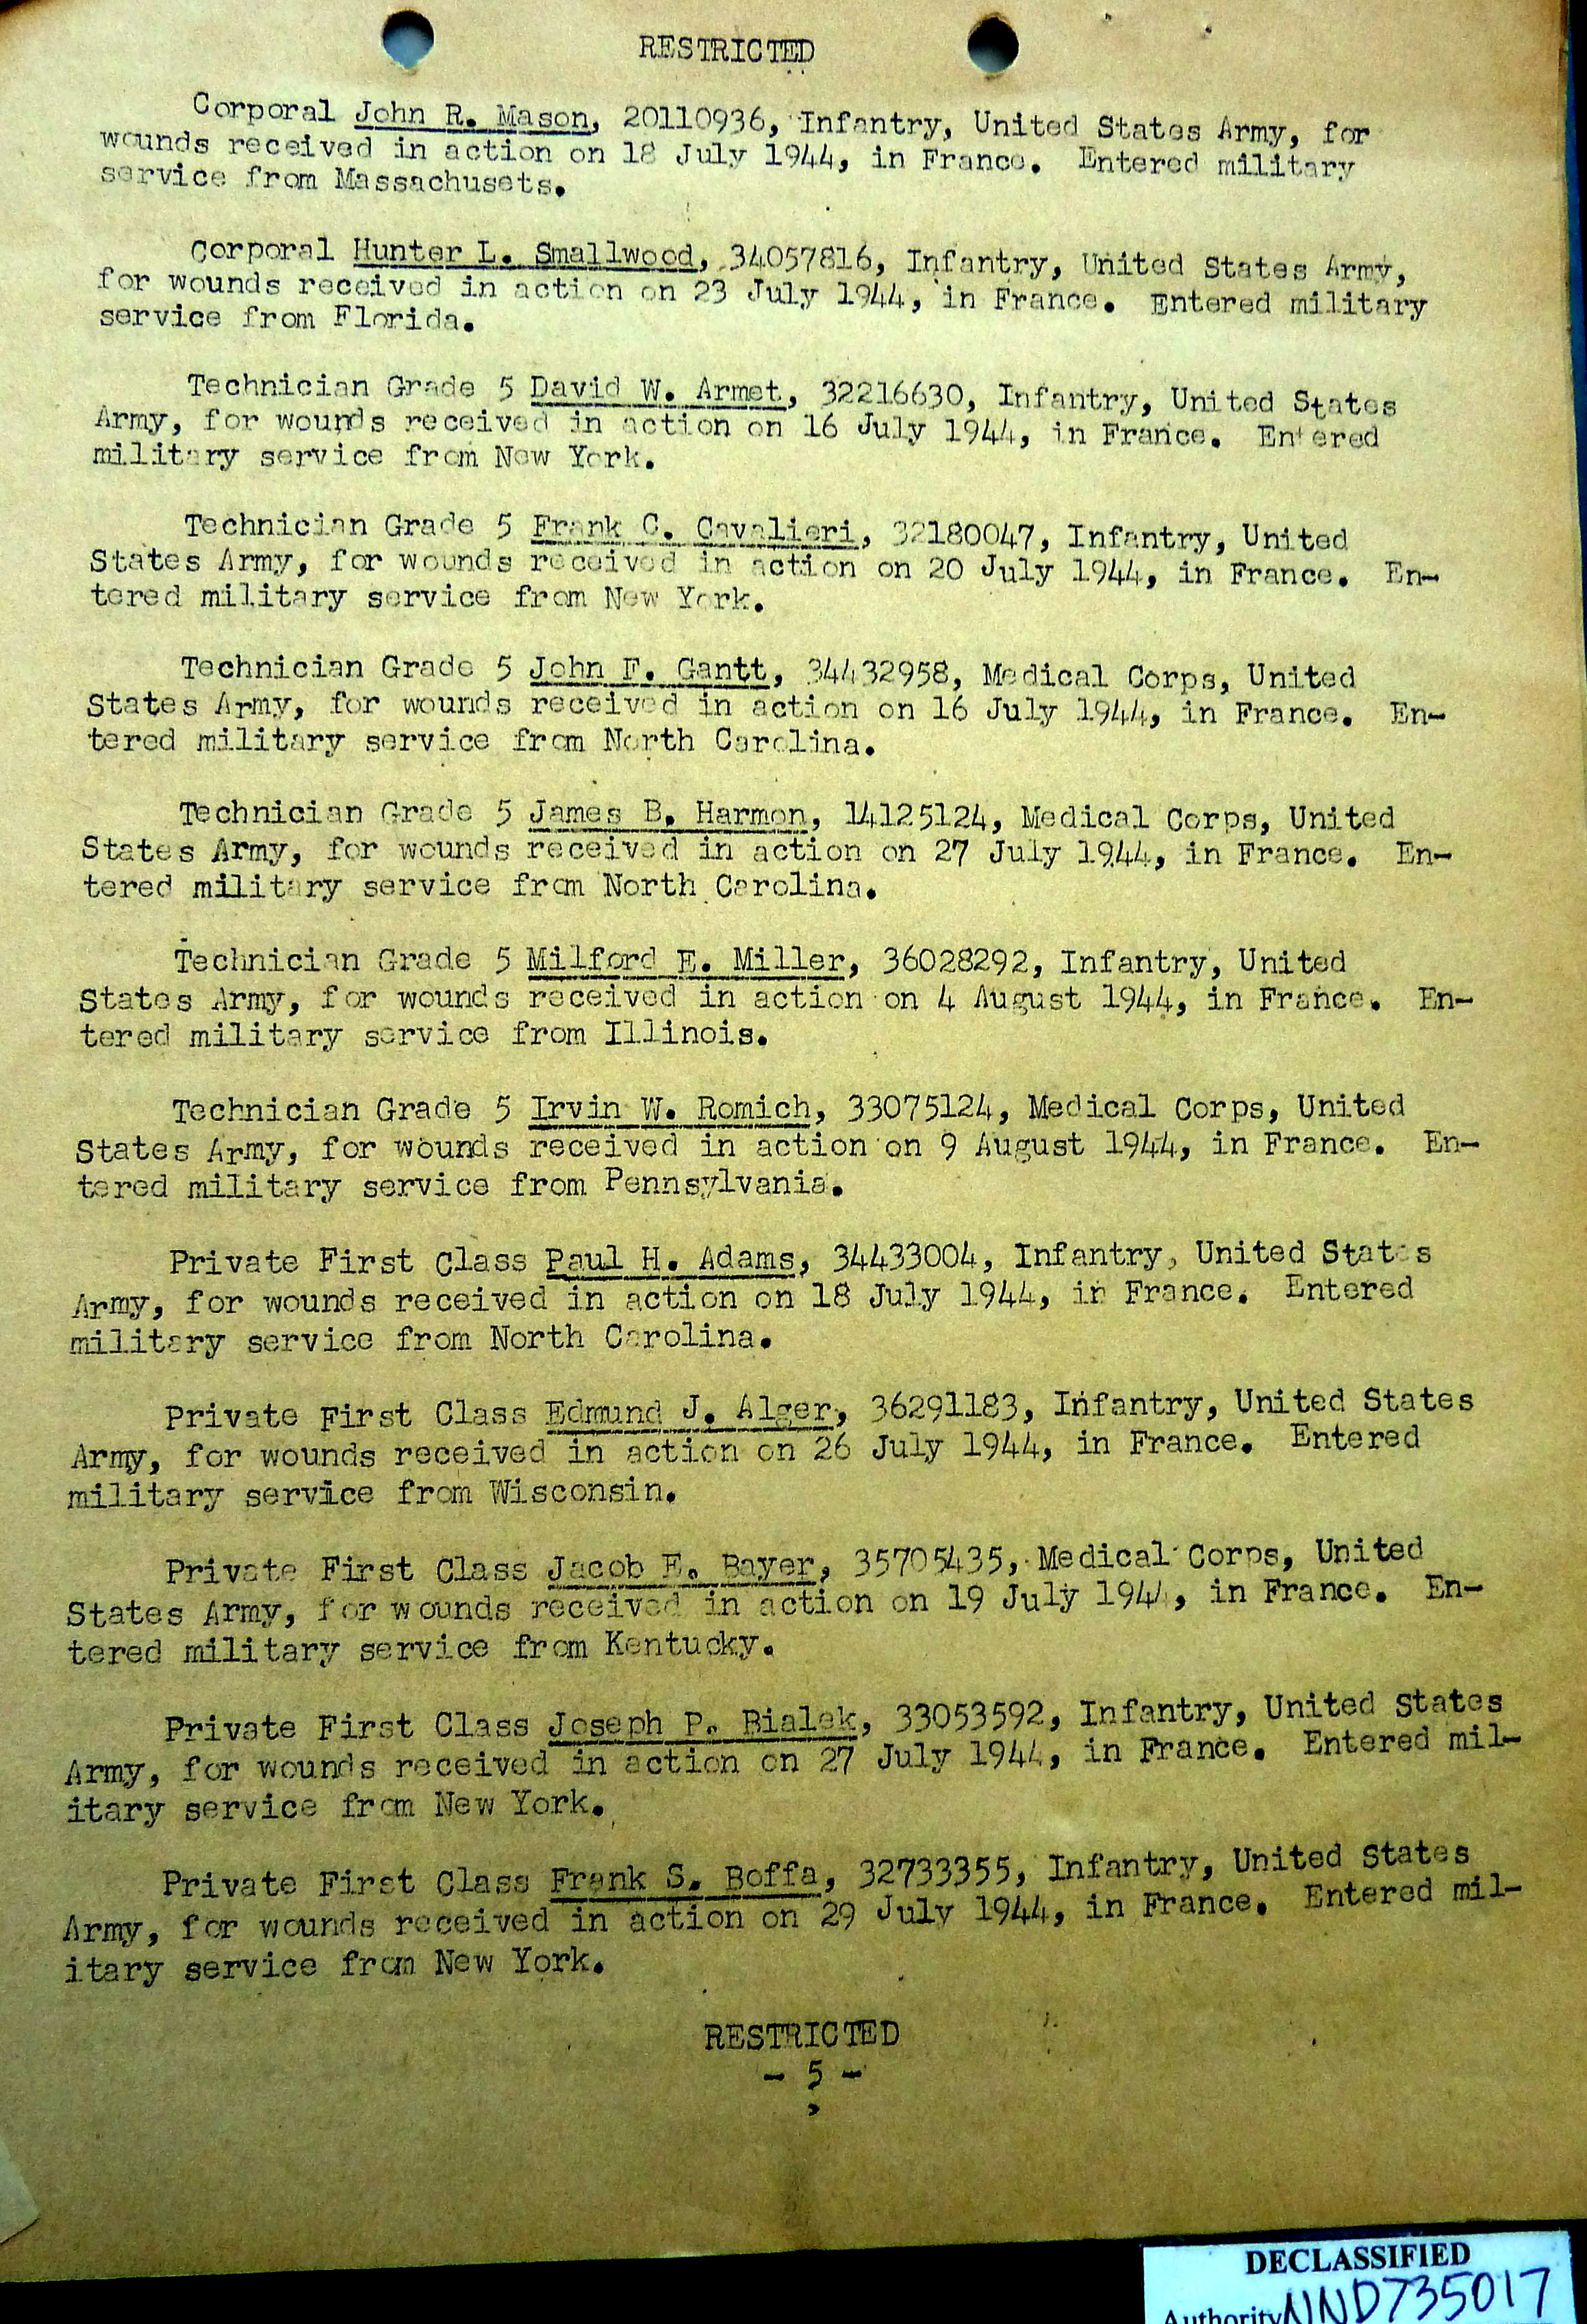 RESTRICTED
Corporal John R. Mason, 20110936, Infantry, United States Army, for
wounds received in action on 18 July 1944, in France. Entered military
service from Massachusets.
Corporal Hunter L. Smallwood, 34057816, Infantry, United States Army,
for wounds received in action on 23 July 1944, in France. Entered military
service from Florida.
Technician Grade 5 David W. Armet, 32216630, Infantry, United States
Army, for wounds received in action on 16 July 1944, in France. Entered
military service from New York.
Technician Grade 5 Frank C. Cavalieri, 32180047, Infantry, United
States Army, for wounds received in action on 20 July 1944, in France. En-
tered military service from New York.
Technician Grade 5 John F. Gantt, 34432958, Medical Corps, United
States Army, for wounds received in action on 16 July 1944, in France. En-
tered military service from North Carolina.
Technician Grade 5 James B. Harmon, 14125124, Medical Corps, United
States Army, for wounds received in action on 27 July 1944, in France. En-
tered military service from North Carolina.
Technician Grade 5 Milford E. Miller, 36028292, Infantry, United
States Army, for wounds received in action on 4 August 1944, in France. En-
tered military service from Illinois.
Technician Grade 5 Irvin W. Romich, 33075124, Medical Corps, United
States Army, for wounds received in action on 9 August 1944, in France. En-
tered military service from Pennsylvania.
Private First Class Paul H. Adams, 34433004, Infantry, United States
Army, for wounds received in action on 18 July 1944, in France. Entered
military service from North Carolina.
Private First Class Edmund J. Alger, 36291183, Infantry, United States
Army, for wounds received in action on 26 July 1944, in France. Entered
military service from Wisconsin.
Private First Class Jacob E. Bayer, 35705435, Medical Corps, United
States Army, for wounds received in action on 19 July 1944, in France. En-
tered military service from Kentucky.
Private First Class Joseph P. Bialek, 33053592, Infantry, United States
Army, for wounds received in action on 27 July 1944, in France. Entered mil-
itary service from New York.
Private First Class Frank S. Boffa, 32733355, Infantry, United States
Army, for wounds received in action on 29 July 1944, in France. Entered mil-
itary service from New York.
RESTRICTED
- 5 -
DECLASSIFIED
Authority NND735017